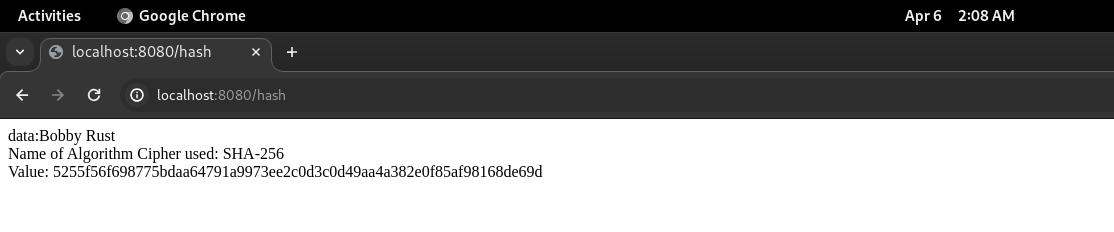 Activities Google Chrome Apr 6 2:08 AM
localhost:8080/hash
localhost:8080/hash
data:Bobby Rust
Name of Algorithm Cipher used: SHA-256
Value: 5255f56f698775bdaa64791a9973ee2c0d3c0d49aa4a382e0f85af98168de69d